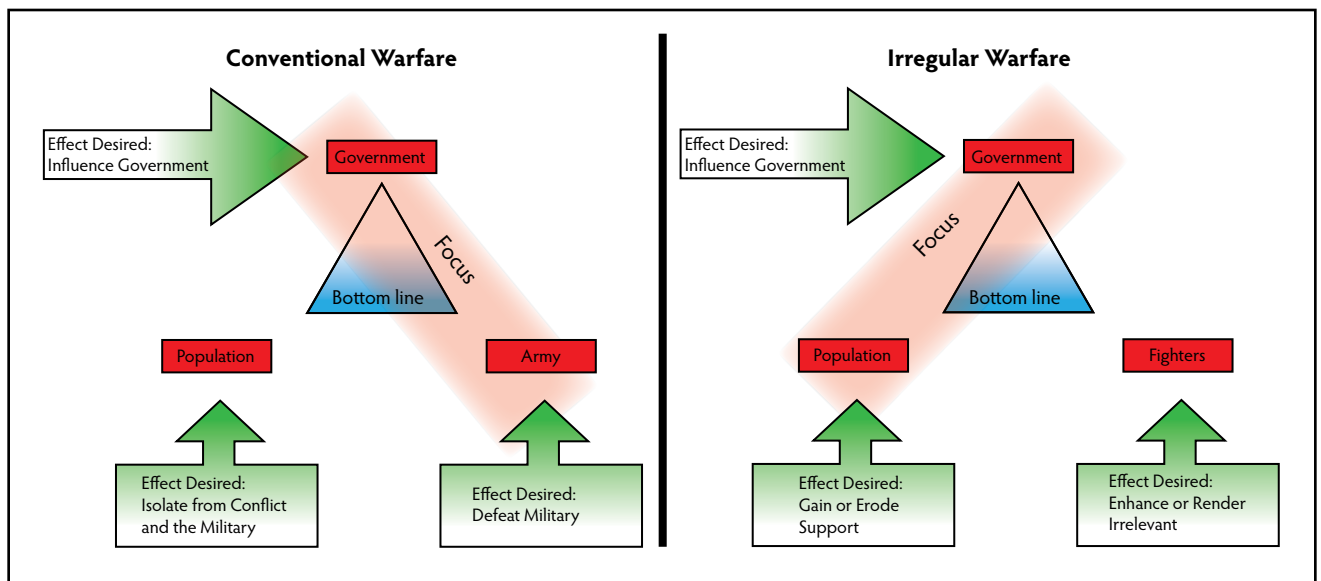 Conventional Warfare
Effect Desired:
Influence Government
Government
Focus
Bottom line
Population
Army
Effect Desired:
Isolate from Conflict
and the Military
Effect Desired:
Defeat Military
Irregular Warfare
Effect Desired:
Influence Government
Government
Focus
Bottom line
Population
Fighters
Effect Desired:
Gain or Erode
Support
Effect Desired:
Enhance or Render
Irrelevant